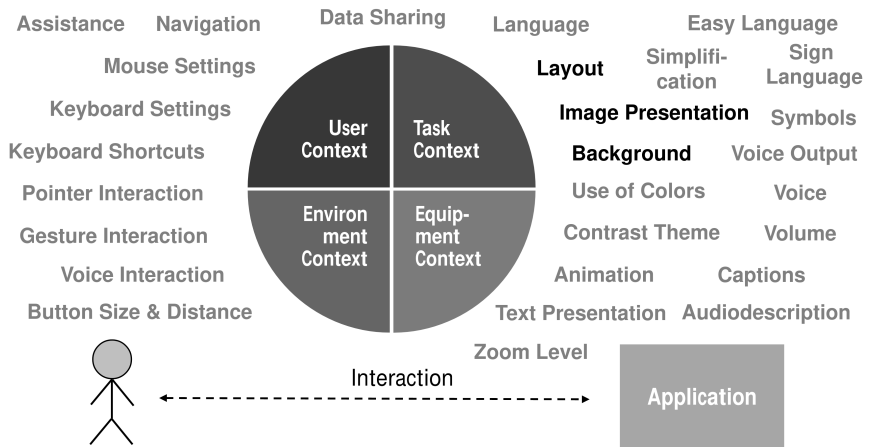 Assistance
Navigation
Data Sharing
Language
Easy Language
Mouse Settings
Layout
Simplifi-
cation
Sign
Language
Keyboard Settings
Image Presentation
Symbols
User
Context
Task
Context
Keyboard Shortcuts
Background
Voice Output
Pointer Interaction
Use of Colors
Voice
Gesture Interaction
Environ
ment
Context
Equip-
ment
Context
Contrast Theme
Volume
Voice Interaction
Animation
Captions
Button Size & Distance
Text Presentation
Audiodescription
Zoom Level
Interaction
Application